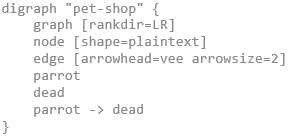 digraph "pet-shop" {
    graph [rankdir=LR]
    node [shape=plaintext]
    edge [arrowhead=vee arrowsize=2]
    parrot
    dead
    parrot -> dead
}